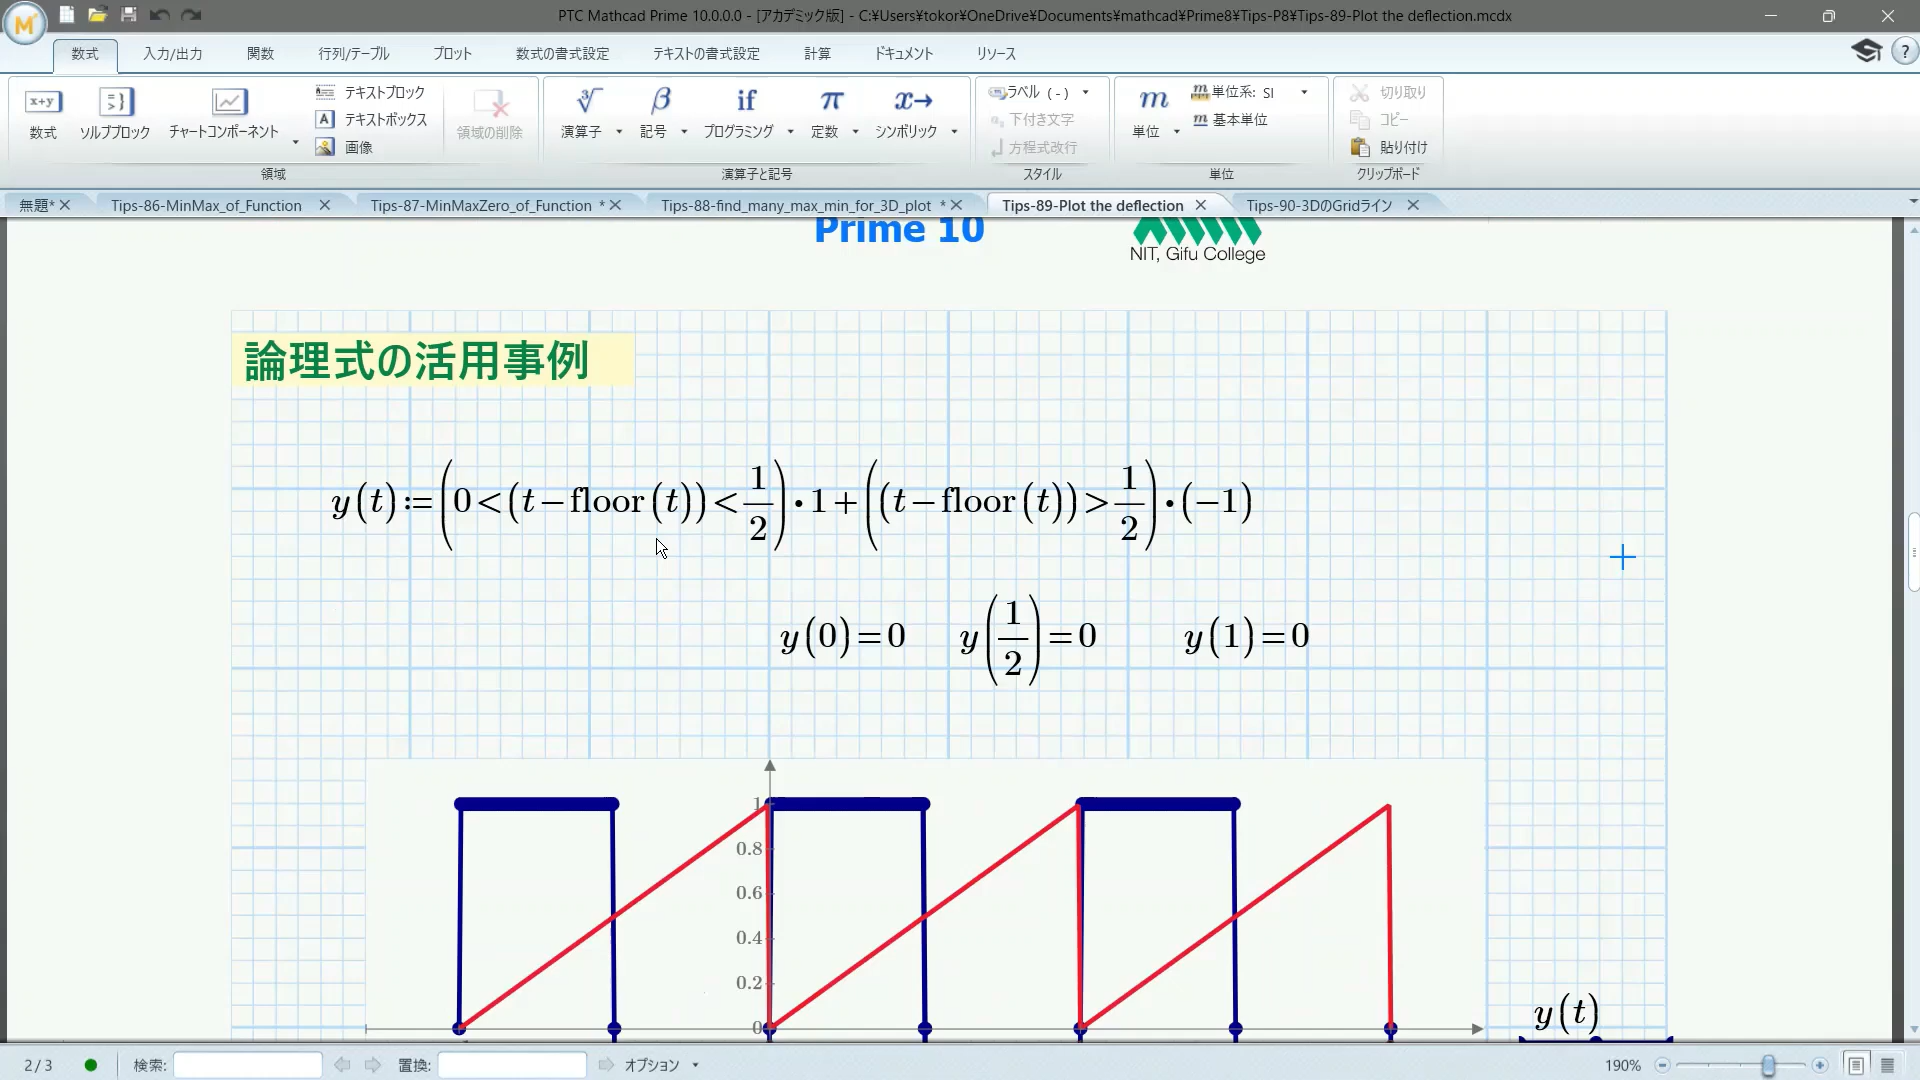 PTC Mathcad Prime 10.0.0.0 - [アカデミック版] - C:¥Users¥tokor¥OneDrive¥Documents¥mathcad¥Prime8¥Tips-P8¥Tips-89-Plot the deflection.mcdx
数式 入力/出力 関数 行列/テーブル プロット 数式の書式設定 テキストの書式設定 計算 ドキュメント リソース
数式 ソルブブロック チャートコンポーネント テキストブロック
テキストボックス
画像
領域の削除
領域
演算子 記号 プログラミング 定数 シンボリック
演算子と記号
ラベル (-)
下付き文字
方程式改行
スタイル
単位 単位系: SI
基本単位
単位
切り取り
コピー
貼り付け
クリップボード
無題* Tips-86-MinMax_of_Function Tips-87-MinMaxZero_of_Function * Tips-88-find_many_max_min_for_3D_plot * Tips-89-Plot the deflection Tips-90-3DのGridライン
Prime 10
NIT, Gifu College
論理式の活用事例
y(t):=(0<(t−floor(t))<1/2)•1+((t−floor(t))>1/2)•(−1)
y(0)=0 y(1/2)=0 y(1)=0
1
0.8
0.6
0.4
0.2
0
y(t)
2/3 検索: 置換: オプション 190%